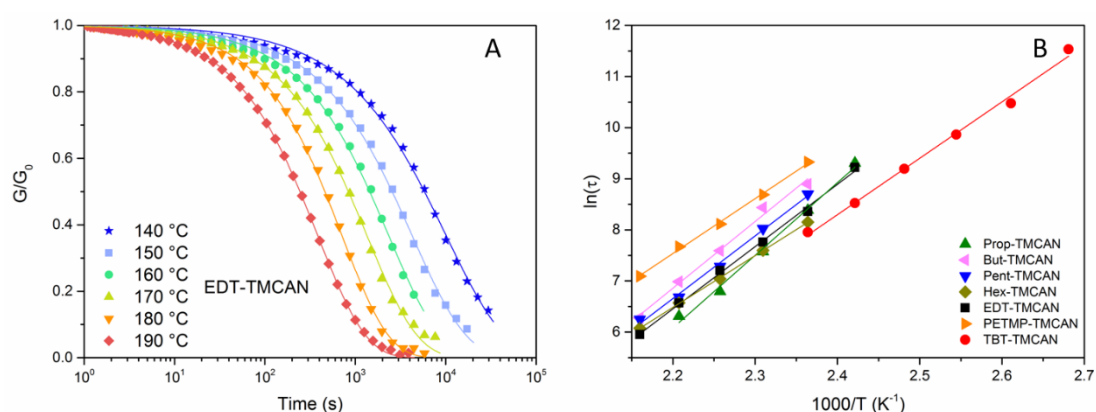 A
G/G0
1.0
0.8
0.6
0.4
0.2
0.0
140 °C
150 °C
160 °C
170 °C
180 °C
190 °C
EDT-TMCAN
10^0
10^1
10^2
10^3
10^4
10^5
Time (s)
B
ln(τ)
12
11
10
9
8
7
6
Prop-TMCAN
But-TMCAN
Pent-TMCAN
Hex-TMCAN
EDT-TMCAN
PETMP-TMCAN
TBT-TMCAN
2.2
2.3
2.4
2.5
2.6
2.7
1000/T (K^-1)